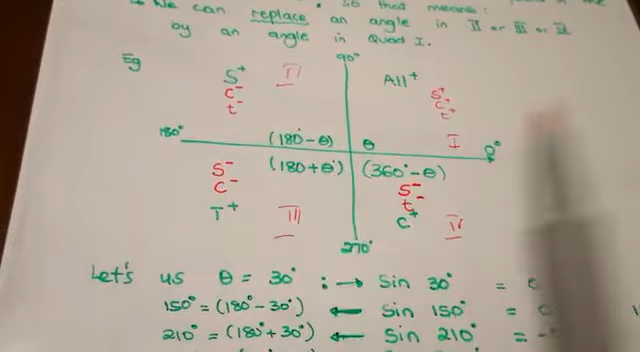 We can replace an angle in II or III or IV
by an angle in Quad I.
Eg
90°
S+
C-
t-
II
All+
S+
C+
t+
I
180°
(180°-θ)
θ
0°
S-
C-
T+
III
(180+θ)
(360°-θ)
S-
t-
C+
IV
270°
Let's us θ = 30° : → Sin 30° =
150° = (180°-30°) ← Sin 150° =
210° = (180°+30°) ← Sin 210° = -